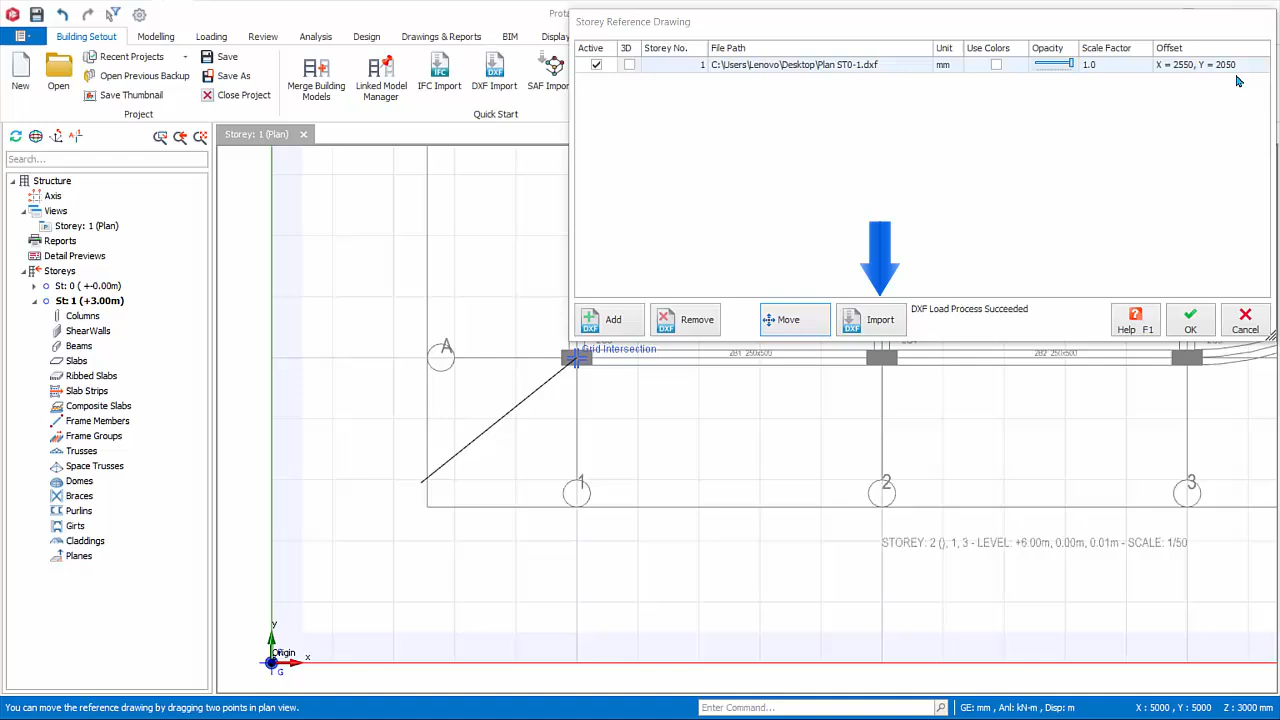 Prota
Building Setout Modelling Loading Review Analysis Design Drawings & Reports BIM Display
New
Open
Recent Projects
Open Previous Backup
Save Thumbnail
Save
Save As
Close Project
Project
Merge Building Models
Linked Model Manager
IFC Import
DXF Import
SAF Import
Quick Start
Storey: 1 (Plan)
Search...
Structure
Axis
Views
Storey: 1 (Plan)
Reports
Detail Previews
Storeys
St: 0 ( +-0.00m)
St: 1 (+3.00m)
Columns
ShearWalls
Beams
Slabs
Ribbed Slabs
Slab Strips
Composite Slabs
Frame Members
Frame Groups
Trusses
Space Trusses
Domes
Braces
Purlins
Girts
Claddings
Planes
Storey Reference Drawing
Active 3D Storey No. File Path Unit Use Colors Opacity Scale Factor Offset
1 C:\Users\Lenovo\Desktop\Plan ST0-1.dxf mm 1.0 X = 2550, Y = 2050
DXF Add
DXF Remove
Move
DXF Import
DXF Load Process Succeeded
Help F1
OK
Cancel
Grid Intersection
A
2B1 250x500
2B2 250x500
1
2
3
STOREY: 2 (), 1, 3 - LEVEL: +6.00m, 0.00m, 0.01m - SCALE: 1/50
y
Origin
x
G
You can move the reference drawing by dragging two points in plan view.
Enter Command...
GE: mm , Anl: kN-m , Disp: m
X : 5000 , Y : 5000
Z : 3000 mm